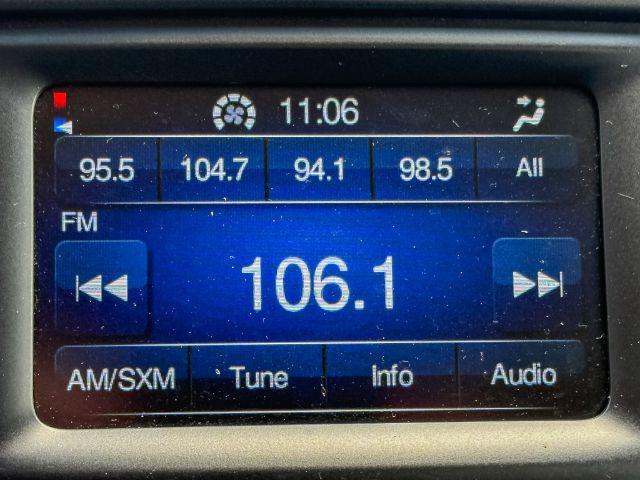 11:06
95.5 104.7 94.1 98.5 All
FM
106.1
AM/SXM Tune Info Audio